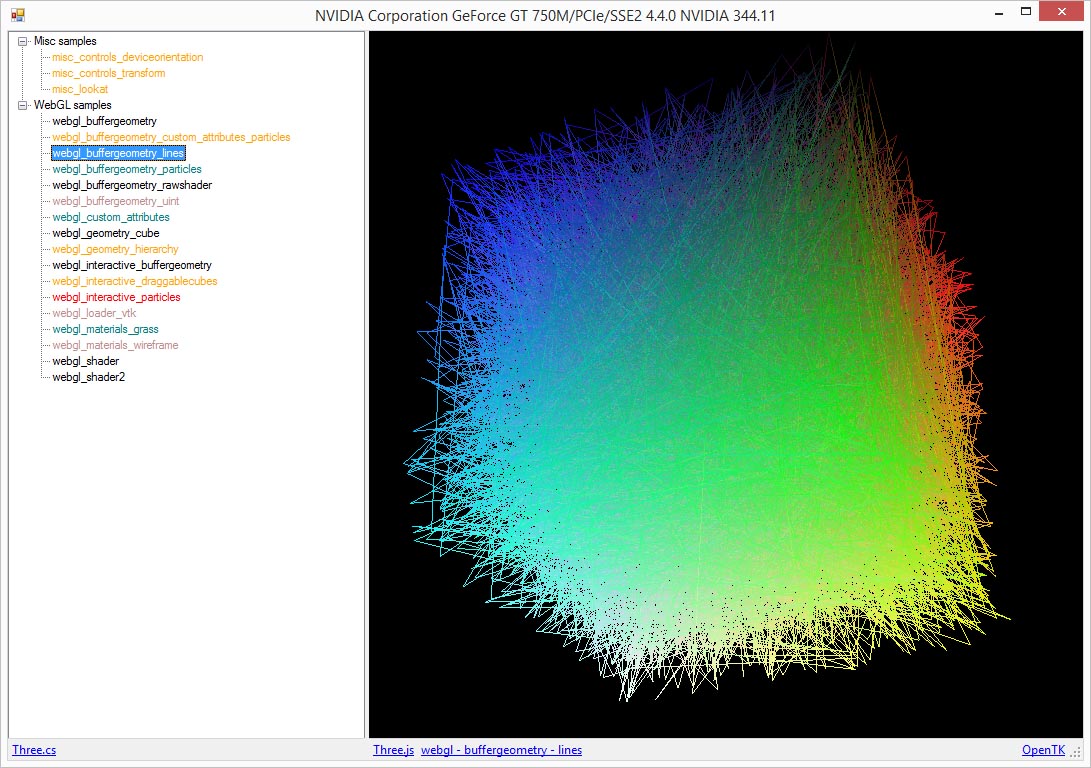 NVIDIA Corporation GeForce GT 750M/PCIe/SSE2 4.4.0 NVIDIA 344.11
Misc samples
misc_controls_deviceorientation
misc_controls_transform
misc_lookat
WebGL samples
webgl_buffergeometry
webgl_buffergeometry_custom_attributes_particles
webgl_buffergeometry_lines
webgl_buffergeometry_particles
webgl_buffergeometry_rawshader
webgl_buffergeometry_uint
webgl_custom_attributes
webgl_geometry_cube
webgl_geometry_hierarchy
webgl_interactive_buffergeometry
webgl_interactive_draggablecubes
webgl_interactive_particles
webgl_loader_vtk
webgl_materials_grass
webgl_materials_wireframe
webgl_shader
webgl_shader2
Three.cs Three.js webgl - buffergeometry - lines OpenTK